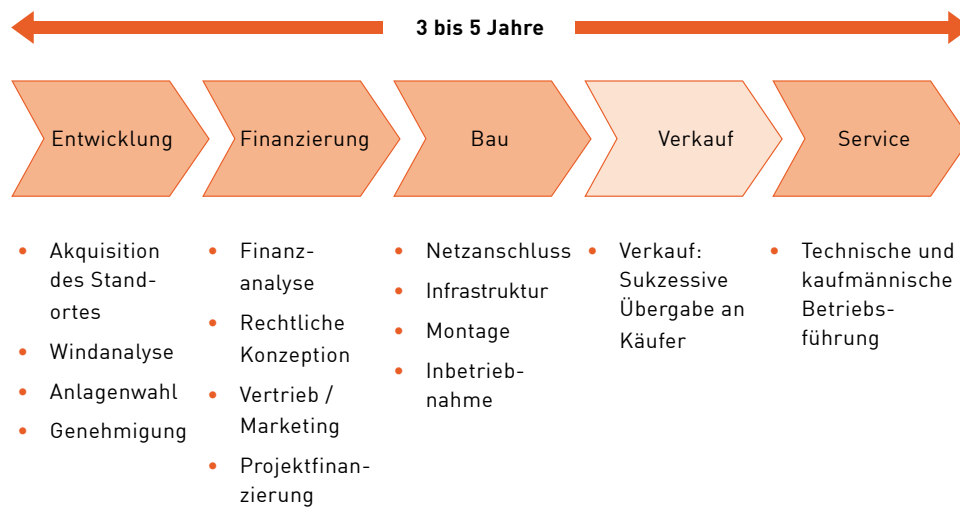 3 bis 5 Jahre
Entwicklung
Finanzierung
Bau
Verkauf
Service
• Akquisition
des Stand-
ortes
• Windanalyse
• Anlagenwahl
• Genehmigung
• Finanz-
analyse
• Rechtliche
Konzeption
• Vertrieb /
Marketing
• Projektfinan-
zierung
• Netzanschluss
• Infrastruktur
• Montage
• Inbetrieb-
nahme
• Verkauf:
Sukzessive
Übergabe an
Käufer
• Technische und
kaufmännische
Betriebs-
führung